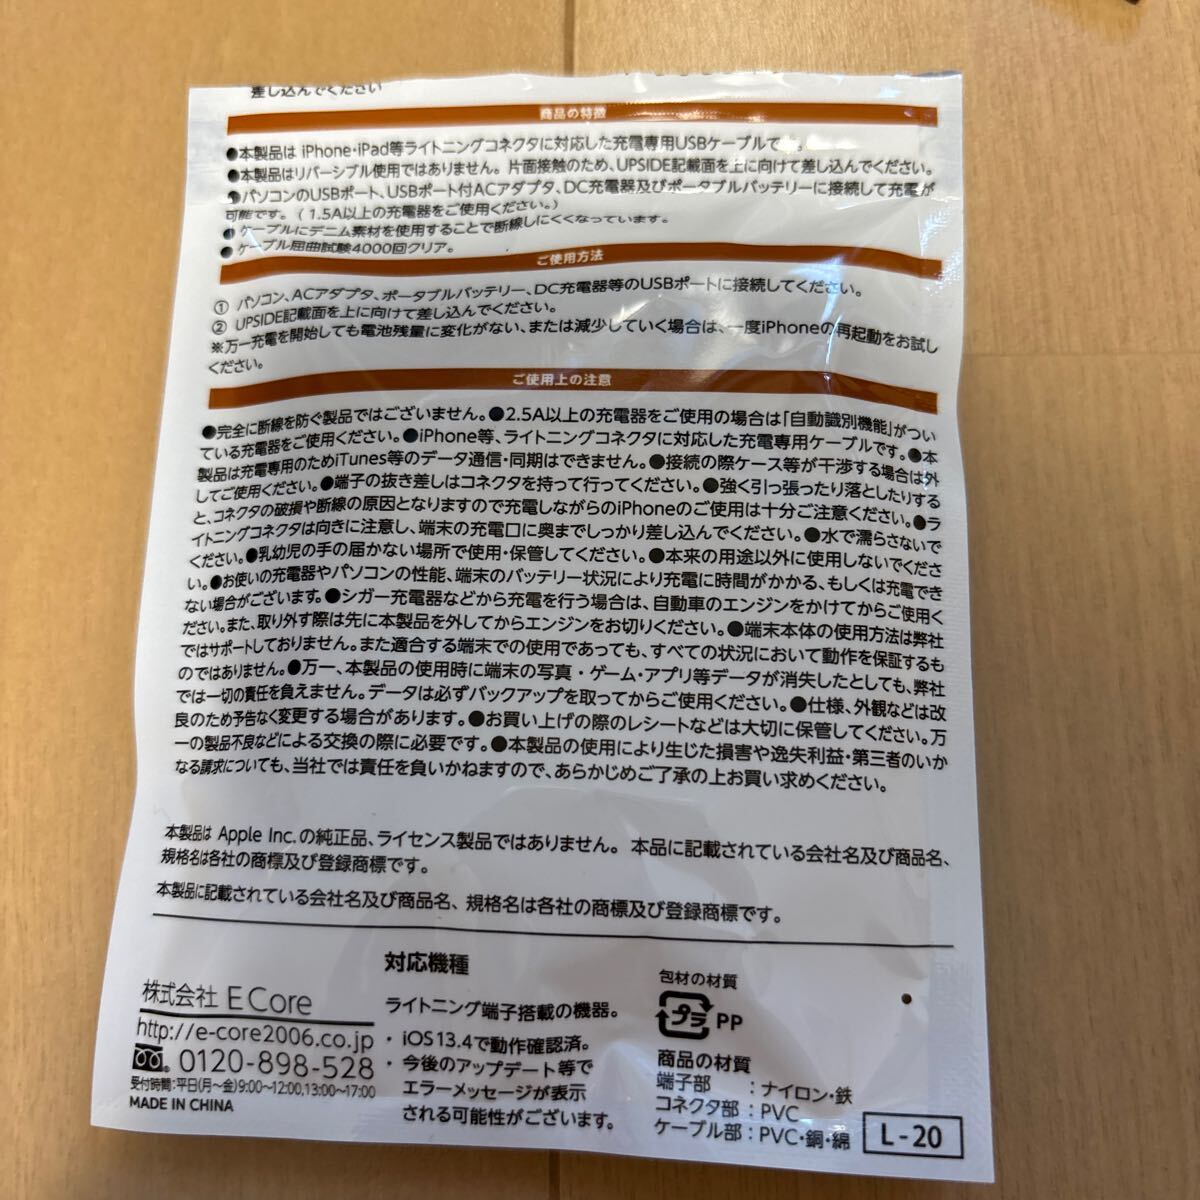 差し込んでください
商品の特徴
●本製品は iPhone・iPad等ライトニングコネクタに対応した充電専用USBケーブルです。
●本製品はリバーシブル使用ではありません。片面接触のため、UPSIDE記載面を上に向けて差し込んでください。
●パソコンのUSBポート、USBポート付ACアダプタ、DC充電器及びポータブルバッテリーに接続して充電が
可能です。(1.5A以上の充電器をご使用ください。)
●ケーブルにデニム素材を使用することで断線しにくくなっています。
●ケーブル屈曲試験4000回クリア。
ご使用方法
① パソコン、ACアダプタ、ポータブルバッテリー、DC充電器等のUSBポートに接続してください。
② UPSIDE記載面を上に向けて差し込んでください。
※万一充電を開始しても電池残量に変化がない、または減少していく場合は、一度iPhoneの再起動をお試し
ください。
ご使用上の注意
●完全に断線を防ぐ製品ではございません。●2.5A以上の充電器をご使用の場合は「自動識別機能」がつい
ている充電器をご使用ください。●iPhone等、ライトニングコネクタに対応した充電専用ケーブルです。●本
製品は充電専用のためiTunes等のデータ通信・同期はできません。●接続の際ケース等が干渉する場合は外
してご使用ください。●端子の抜き差しはコネクタを持って行ってください。●強く引っ張ったり落としたりする
と、コネクタの破損や断線の原因となりますので充電しながらのiPhoneのご使用は十分ご注意ください。●ラ
イトニングコネクタは向きに注意し、端末の充電口に奥までしっかり差し込んでください。●水で濡らさないで
ください。●乳幼児の手の届かない場所で使用・保管してください。●本来の用途以外に使用しないでくださ
い。●お使いの充電器やパソコンの性能、端末のバッテリー状況により充電に時間がかかる、もしくは充電でき
ない場合がございます。●シガー充電器などから充電を行う場合は、自動車のエンジンをかけてからご使用く
ださい。また、取り外す際は先に本製品を外してからエンジンをお切りください。●端末本体の使用方法は弊社
ではサポートしておりません。また適合する端末での使用であっても、すべての状況において動作を保証するも
のではありません。●万一、本製品の使用時に端末の写真・ゲーム・アプリ等データが消失したとしても、弊社
では一切の責任を負えません。データは必ずバックアップを取ってからご使用ください。●仕様、外観などは改
良のため予告なく変更する場合があります。●お買い上げの際のレシートなどは大切に保管してください。万
一の製品不良などによる交換の際に必要です。●本製品の使用により生じた損害や逸失利益・第三者のいか
なる請求についても、当社では責任を負いかねますので、あらかじめご了承の上お買い求めください。
本製品は Apple Inc.の純正品、ライセンス製品ではありません。本品に記載されている会社名及び商品名、
規格名は各社の商標及び登録商標です。
本製品に記載されている会社名及び商品名、規格名は各社の商標及び登録商標です。
株式会社 E Core
http://e-core2006.co.jp
0120-898-528
受付時間:平日(月〜金)9:00〜12:00,13:00〜17:00
MADE IN CHINA
対応機種
ライトニング端子搭載の機器。
・iOS13.4で動作確認済。
・今後のアップデート等で
エラーメッセージが表示
される可能性がございます。
包材の材質
プラ PP
商品の材質
端子部 :ナイロン・鉄
コネクタ部:PVC
ケーブル部:PVC・銅・綿
L-20